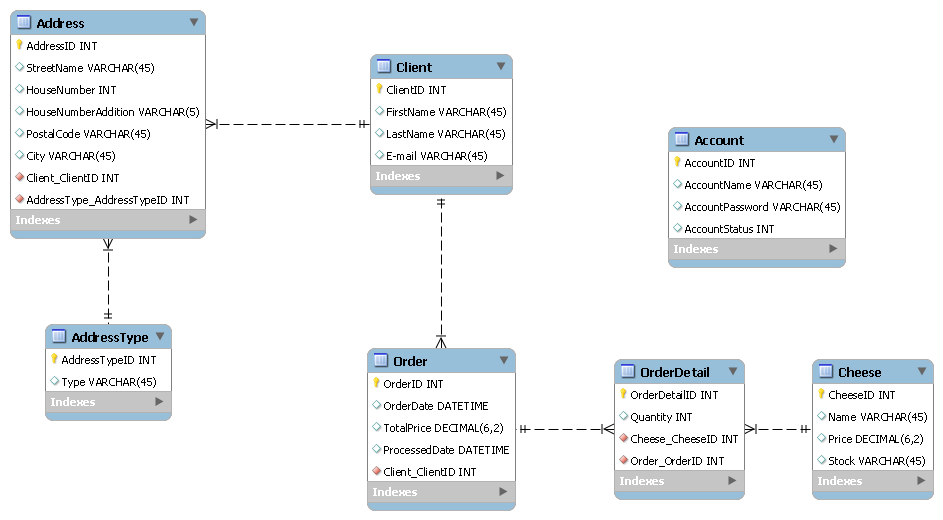 Address
AddressID INT
StreetName VARCHAR(45)
HouseNumber INT
HouseNumberAddition VARCHAR(5)
PostalCode VARCHAR(45)
City VARCHAR(45)
Client_ClientID INT
AddressType_AddressTypeID INT
Indexes
Client
ClientID INT
FirstName VARCHAR(45)
LastName VARCHAR(45)
E-mail VARCHAR(45)
Indexes
Account
AccountID INT
AccountName VARCHAR(45)
AccountPassword VARCHAR(45)
AccountStatus INT
Indexes
AddressType
AddressTypeID INT
Type VARCHAR(45)
Indexes
Order
OrderID INT
OrderDate DATETIME
TotalPrice DECIMAL(6,2)
ProcessedDate DATETIME
Client_ClientID INT
Indexes
OrderDetail
OrderDetailID INT
Quantity INT
Cheese_CheeseID INT
Order_OrderID INT
Indexes
Cheese
CheeseID INT
Name VARCHAR(45)
Price DECIMAL(6,2)
Stock VARCHAR(45)
Indexes